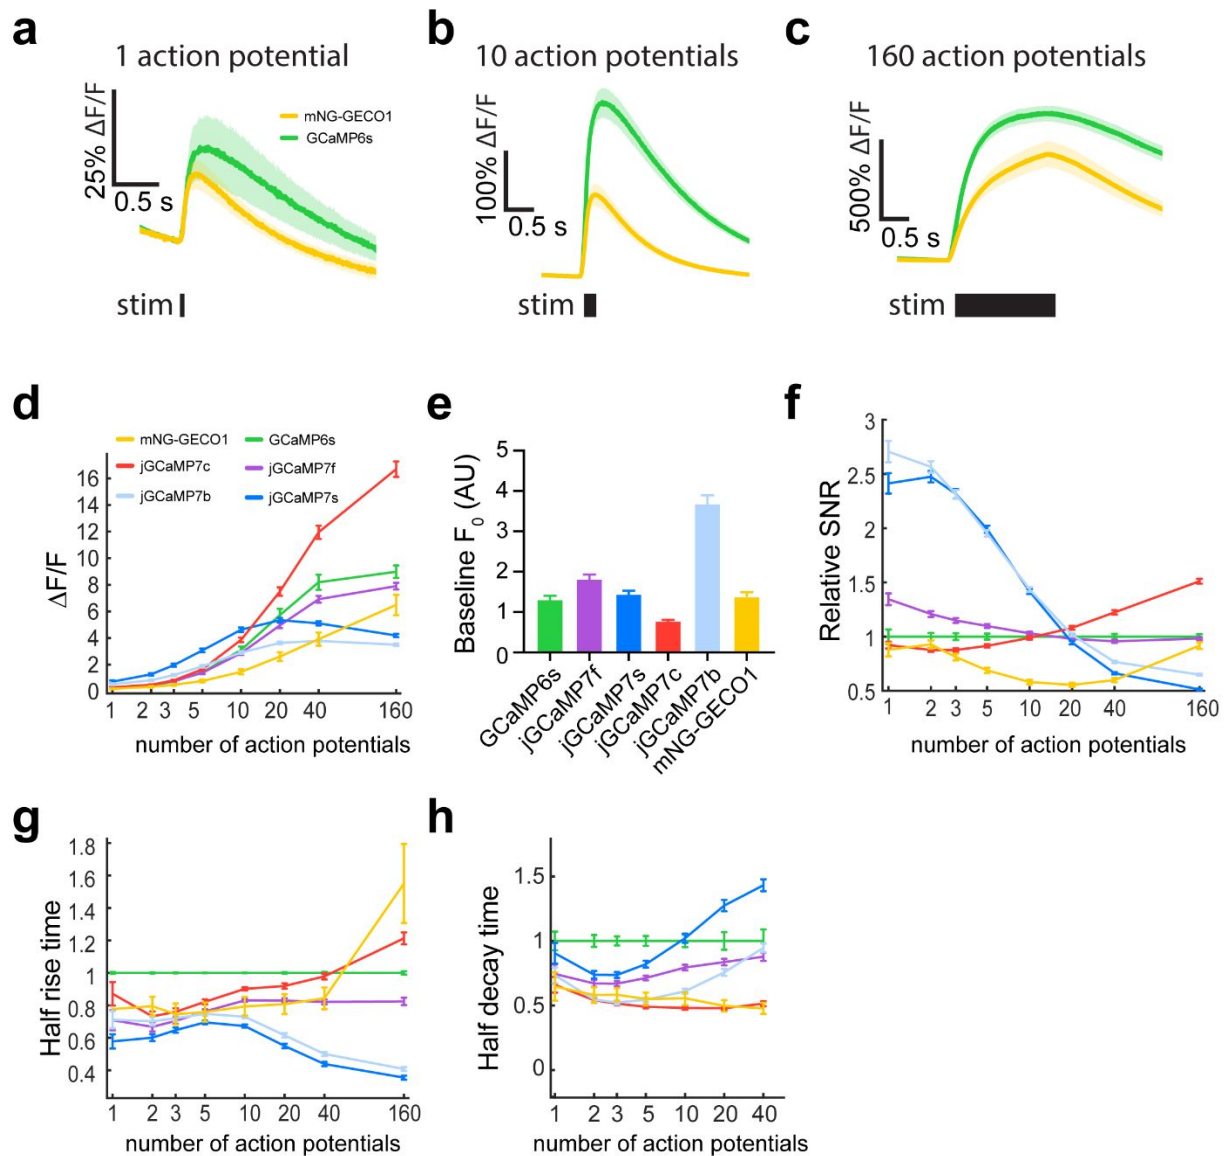 a
1 action potential
25% ΔF/F
0.5 s
mNG-GECO1
GCaMP6s
stim
b
10 action potentials
100% ΔF/F
0.5 s
stim
c
160 action potentials
500% ΔF/F
0.5 s
stim
d
mNG-GECO1 GCaMP6s
jGCaMP7c jGCaMP7f
jGCaMP7b jGCaMP7s
ΔF/F
16
14
12
10
8
6
4
2
0
1 2 3 5 10 20 40 160
number of action potentials
e
Baseline F0 (AU)
5
4
3
2
1
0
GCaMP6s
jGCaMP7f
jGCaMP7s
jGCaMP7c
jGCaMP7b
mNG-GECO1
f
Relative SNR
3
2.5
2
1.5
1
0.5
1 2 3 5 10 20 40 160
number of action potentials
g
Half rise time
1.8
1.6
1.4
1.2
1
0.8
0.6
0.4
1 2 3 5 10 20 40 160
number of action potentials
h
Half decay time
1.5
1
0.5
0
1 2 3 5 10 20 40
number of action potentials